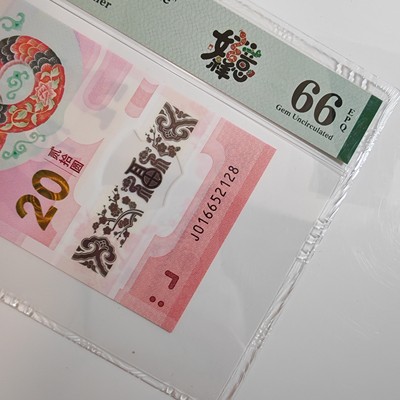 66
EPQ
Gem Uncirculated
貳拾圓
20
福
J016652128